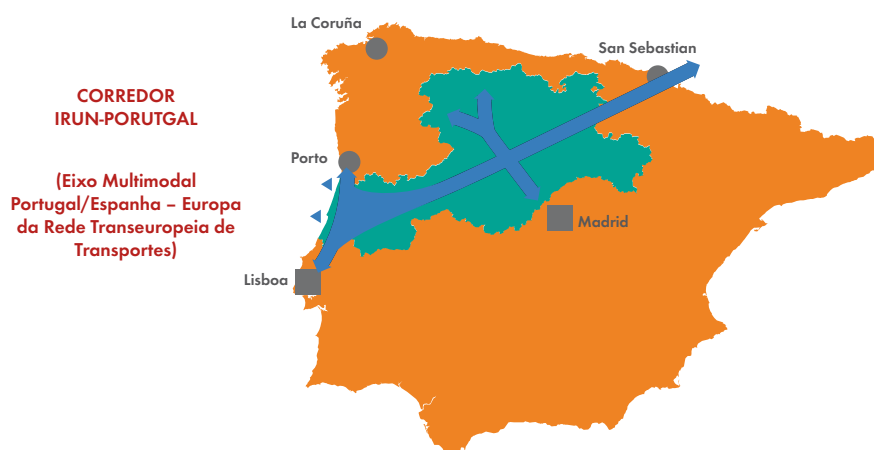 La Coruña
San Sebastian
CORREDOR
IRUN-PORUTGAL
Porto
(Eixo Multimodal
Portugal/Espanha – Europa
da Rede Transeuropeia de
Transportes)
Madrid
Lisboa